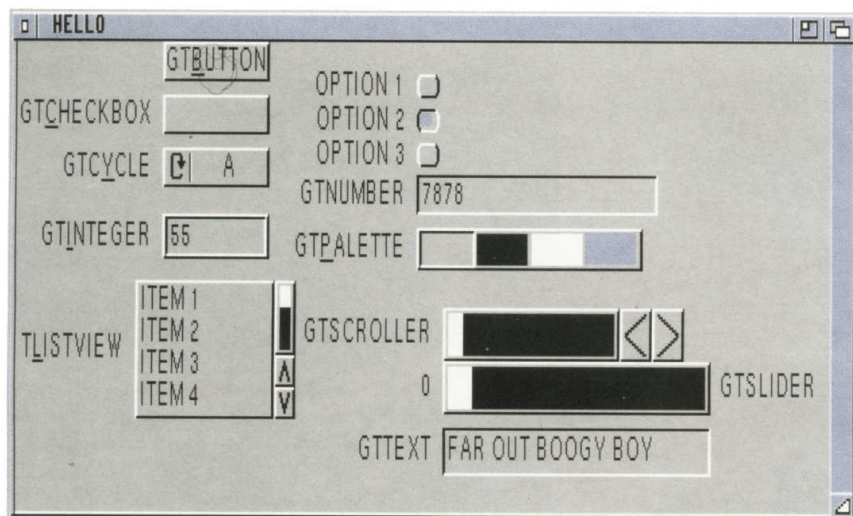 HELLO
GTBUTTON
GTCHECKBOX
GTCYCLE A
GTINTEGER 55
TLISTVIEW
ITEM 1
ITEM 2
ITEM 3
ITEM 4
OPTION 1
OPTION 2
OPTION 3
GTNUMBER 7878
GTPALETTE
GTSCROLLER
0 GTSLIDER
GTTEXT FAR OUT BOOGY BOY